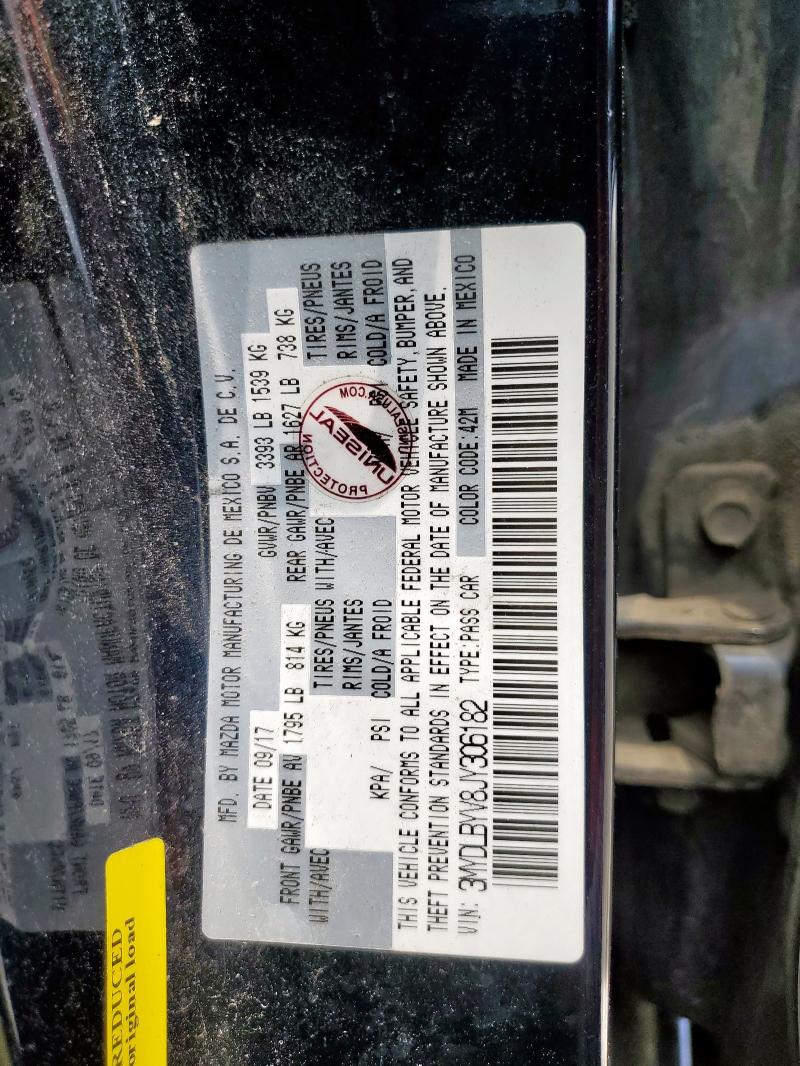 MFD. BY MAZDA MOTOR MANUFACTURING DE MEXICO S.A. DE C.V.
DATE 09/17 GVWR/PNBV 3393 LB 1539 KG
FRONT GAWR/PNBE AV 1795 LB 814 KG REAR GAWR/PNBE AR 1627 LB 738 KG
WITH/AVEC TIRES/PNEUS WITH/AVEC TIRES/PNEUS
RIMS/JANTES RIMS/JANTES
KPA/ PSI COLD/A FROID COLD/A FROID
THIS VEHICLE CONFORMS TO ALL APPLICABLE FEDERAL MOTOR VEHICLE SAFETY, BUMPER, AND
THEFT PREVENTION STANDARDS IN EFFECT ON THE DATE OF MANUFACTURE SHOWN ABOVE.
VIN: 3MYDLBYV8JY306182 TYPE:PASS CAR COLOR CODE:42M MADE IN MEXICO
UNISEAL
PROTECTION
REDUCED
original load